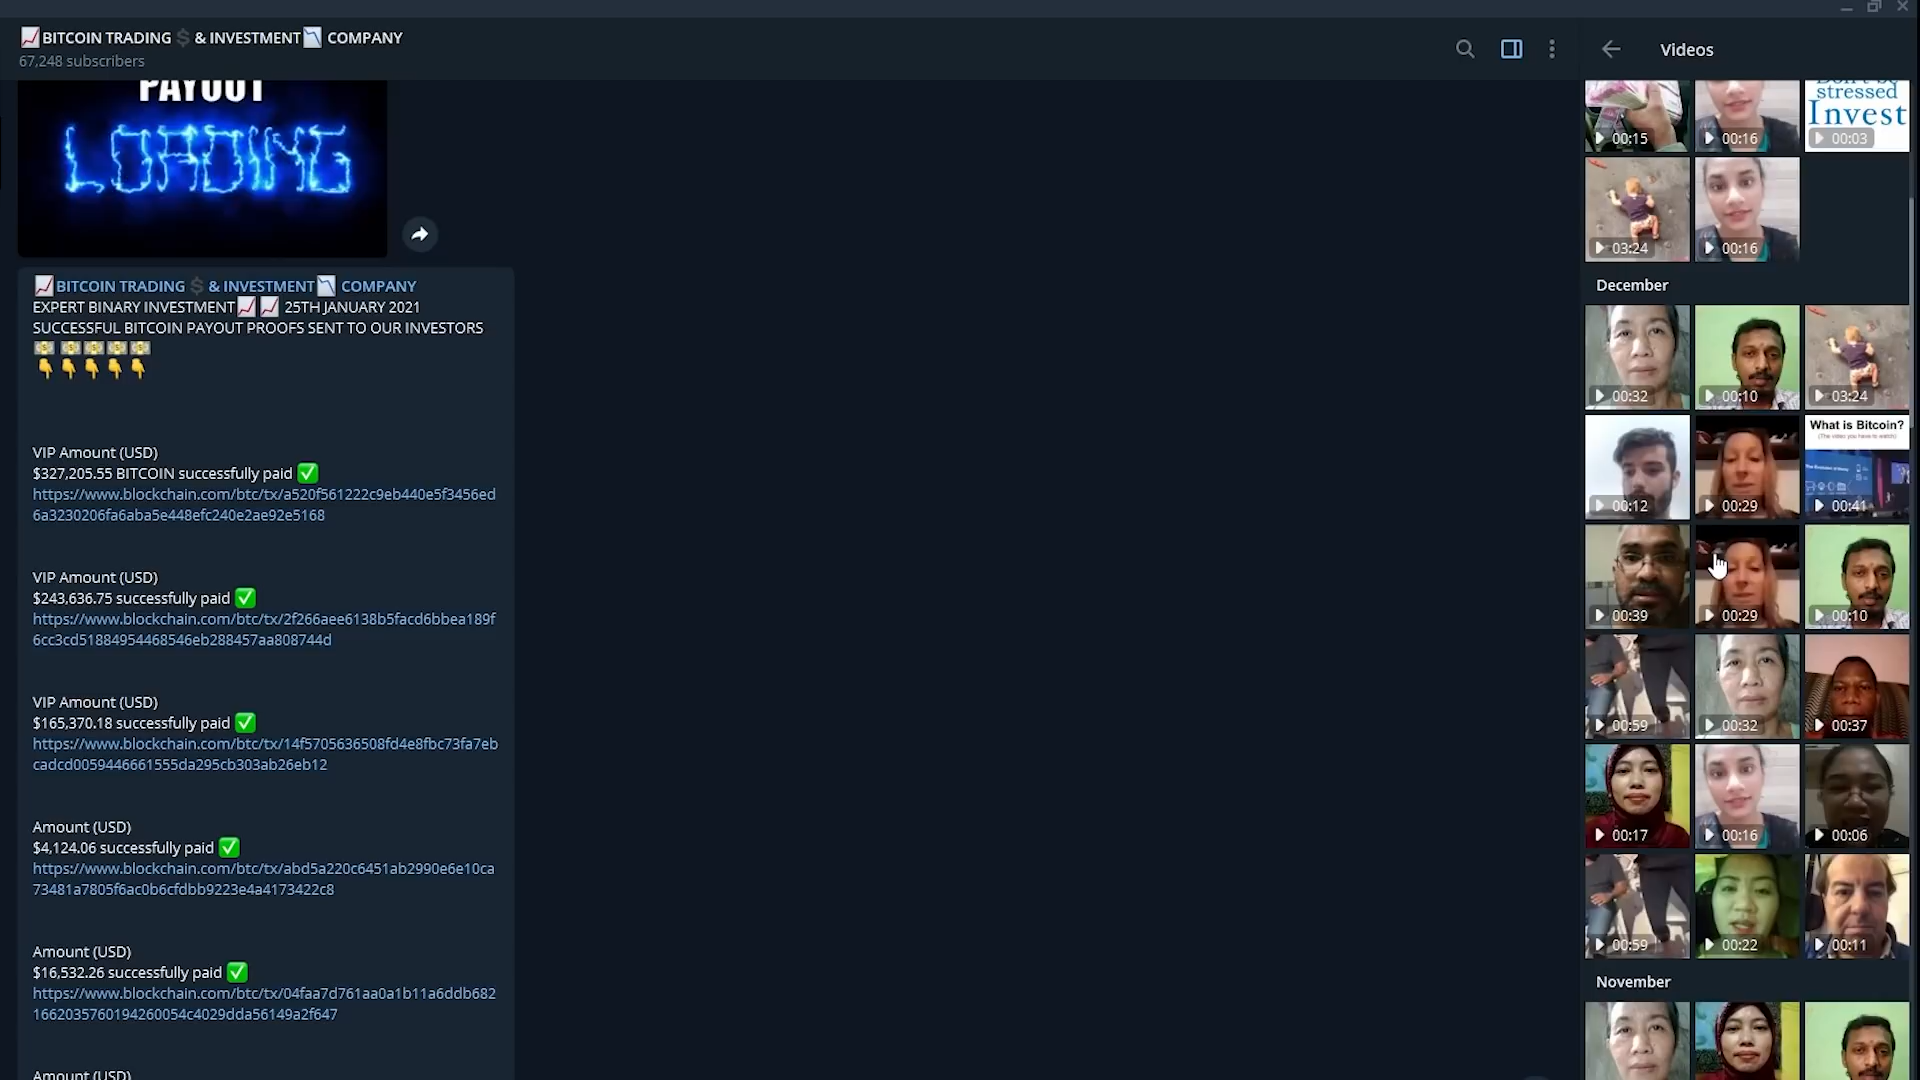 BITCOIN TRADING & INVESTMENT COMPANY
67,248 subscribers
PAYOUT
LOADING
BITCOIN TRADING & INVESTMENT COMPANY
EXPERT BINARY INVESTMENT 25TH JANUARY 2021
SUCCESSFUL BITCOIN PAYOUT PROOFS SENT TO OUR INVESTORS
VIP Amount (USD)
$327,205.55 BITCOIN successfully paid
https://www.blockchain.com/btc/tx/a520f561222c9eb440e5f3456ed
6a3230206fa6aba5e448efc240e2ae92e5168
VIP Amount (USD)
$243,636.75 successfully paid
https://www.blockchain.com/btc/tx/2f266aee6138b5facd6bbea189f
6cc3cd51884954468546eb288457aa808744d
VIP Amount (USD)
$165,370.18 successfully paid
https://www.blockchain.com/btc/tx/14f5705636508fd4e8fbc73fa7eb
cadcd0059446661555da295cb303ab26eb12
Amount (USD)
$4,124.06 successfully paid
https://www.blockchain.com/btc/tx/abd5a220c6451ab2990e6e10ca
73481a7805f6ac0b6cfdbb9223e4a4173422c8
Amount (USD)
$16,532.26 successfully paid
https://www.blockchain.com/btc/tx/04faa7d761aa0a1b11a6ddb682
1662035760194260054c4029dda56149a2f647
Amount (USD)
Videos
Don't be
stressed
Invest
00:15 00:16 00:03
03:24 00:16
December
00:32 00:10 03:24
What is Bitcoin?
(The video you have to watch)
00:12 00:29 00:41
00:39 00:29 00:10
00:59 00:32 00:37
00:17 00:16 00:06
00:59 00:22 00:11
November